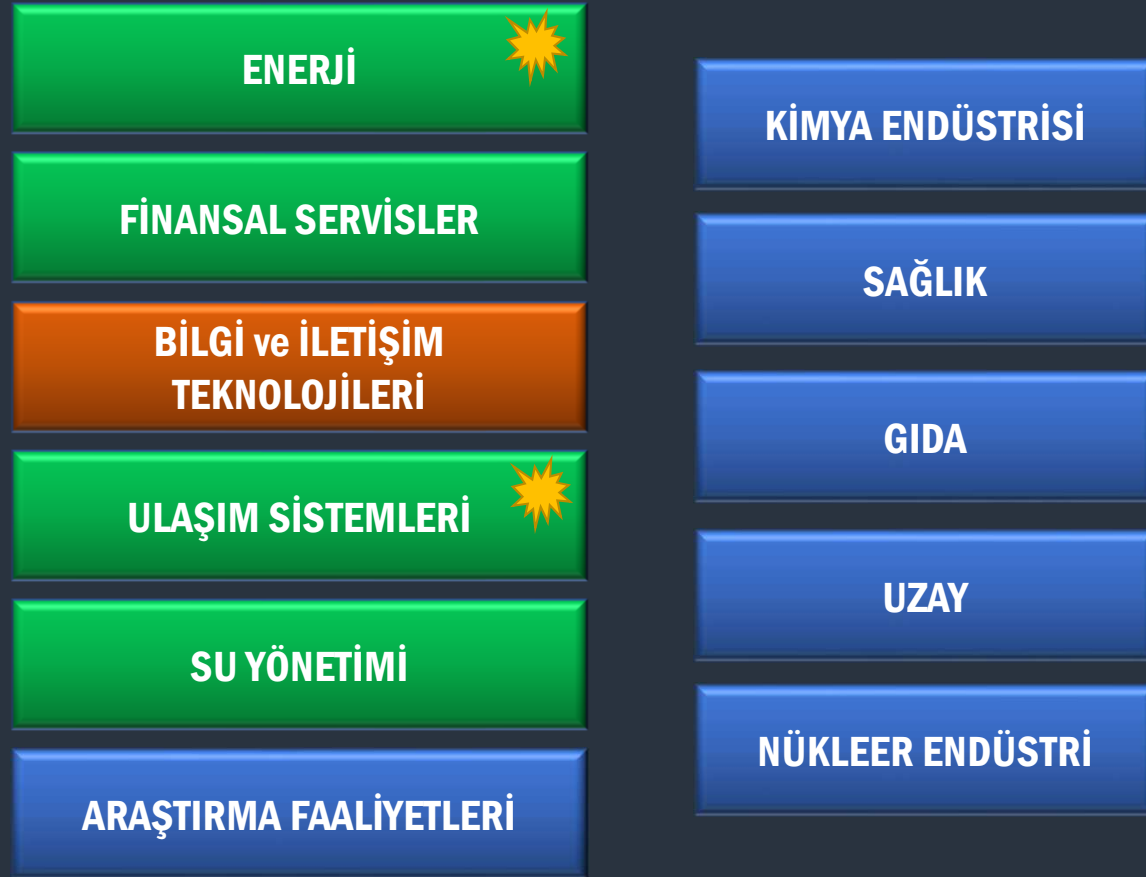 ENERJİ
FİNANSAL SERVİSLER
BİLGİ ve İLETİŞİM
TEKNOLOJİLERİ
ULAŞIM SİSTEMLERİ
SU YÖNETİMİ
ARAŞTIRMA FAALİYETLERİ
KİMYA ENDÜSTRİSİ
SAĞLIK
GIDA
UZAY
NÜKLEER ENDÜSTRİ